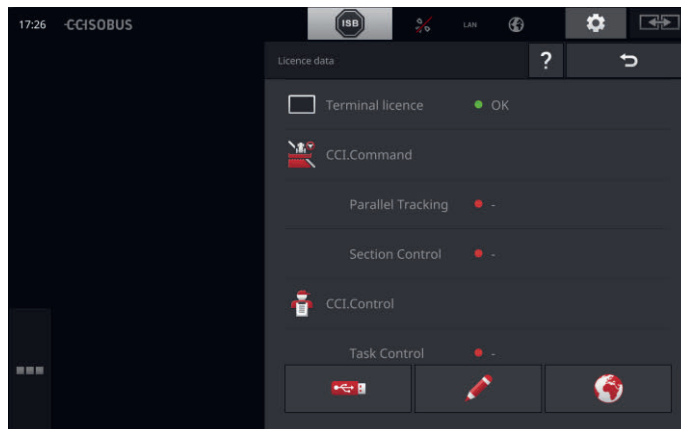 17:26 CCISOBUS ISB LAN
Licence data ?
Terminal licence OK
CCI.Command
Parallel Tracking -
Section Control -
CCI.Control
Task Control -